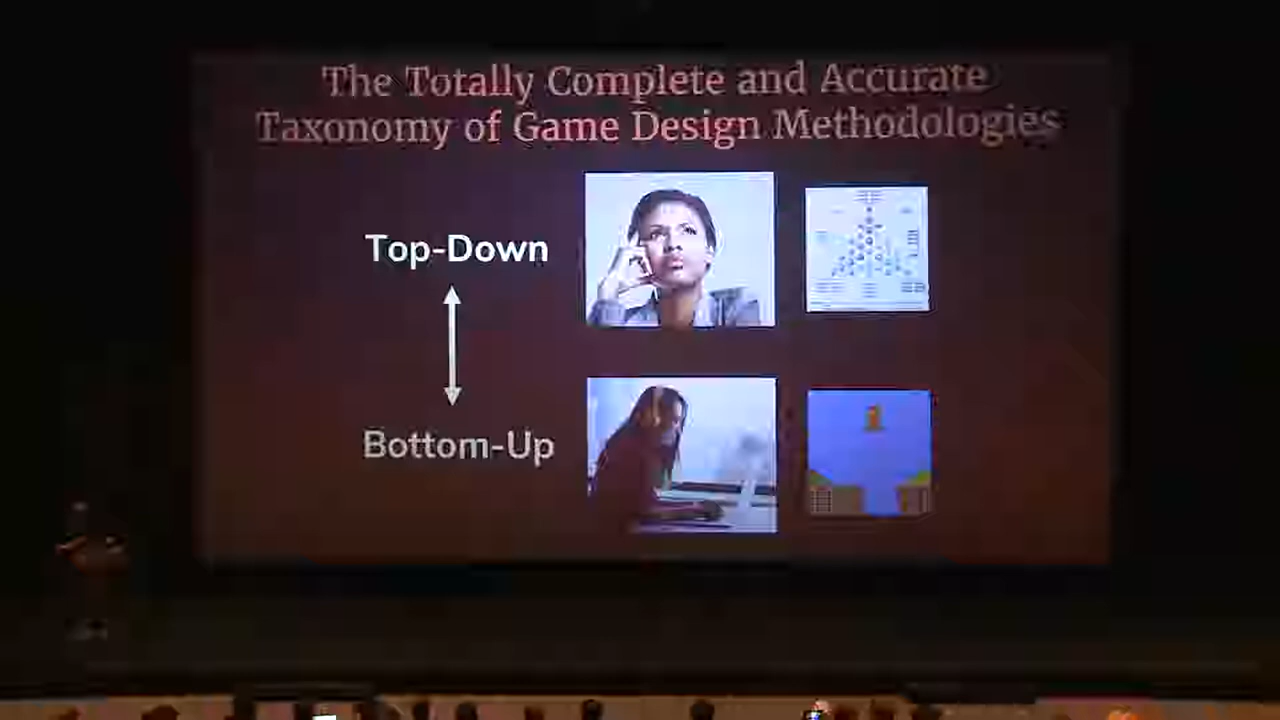 The Totally Complete and Accurate
Taxonomy of Game Design Methodologies
Top-Down
Bottom-Up